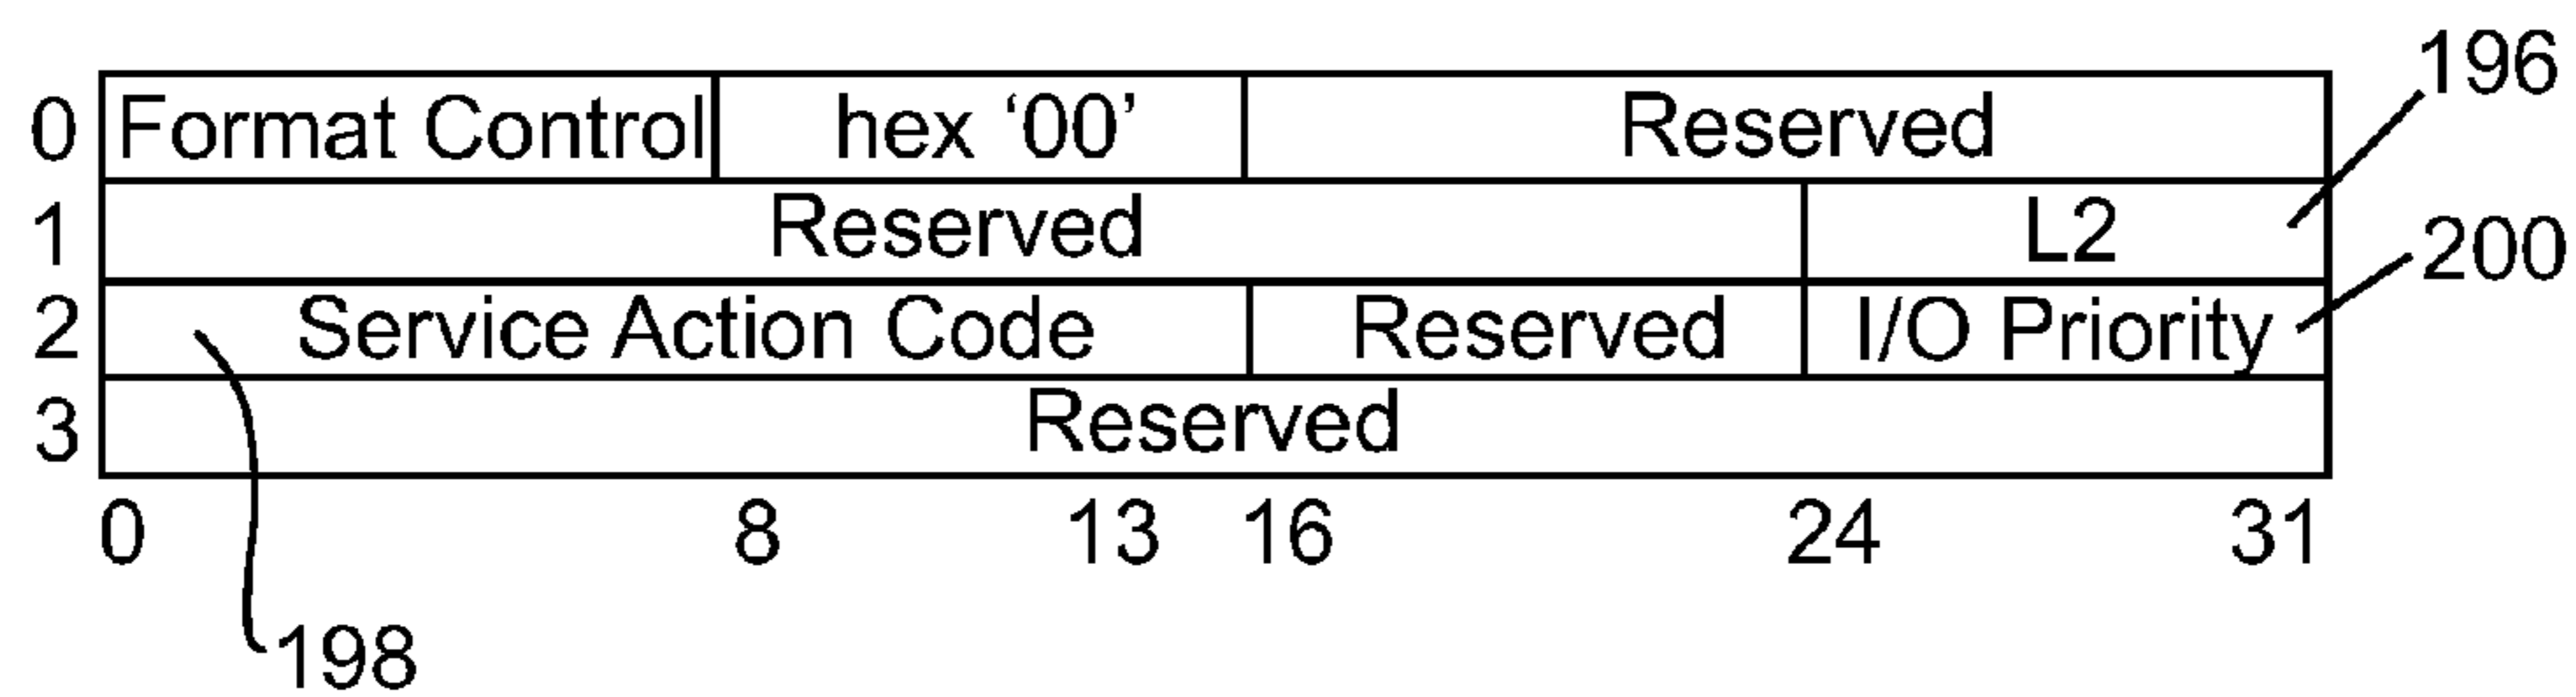 196
0 Format Control hex ‘00’ Reserved
1 Reserved L2
200
2 Service Action Code Reserved I/O Priority
3 Reserved
0 8 13 16 24 31
198